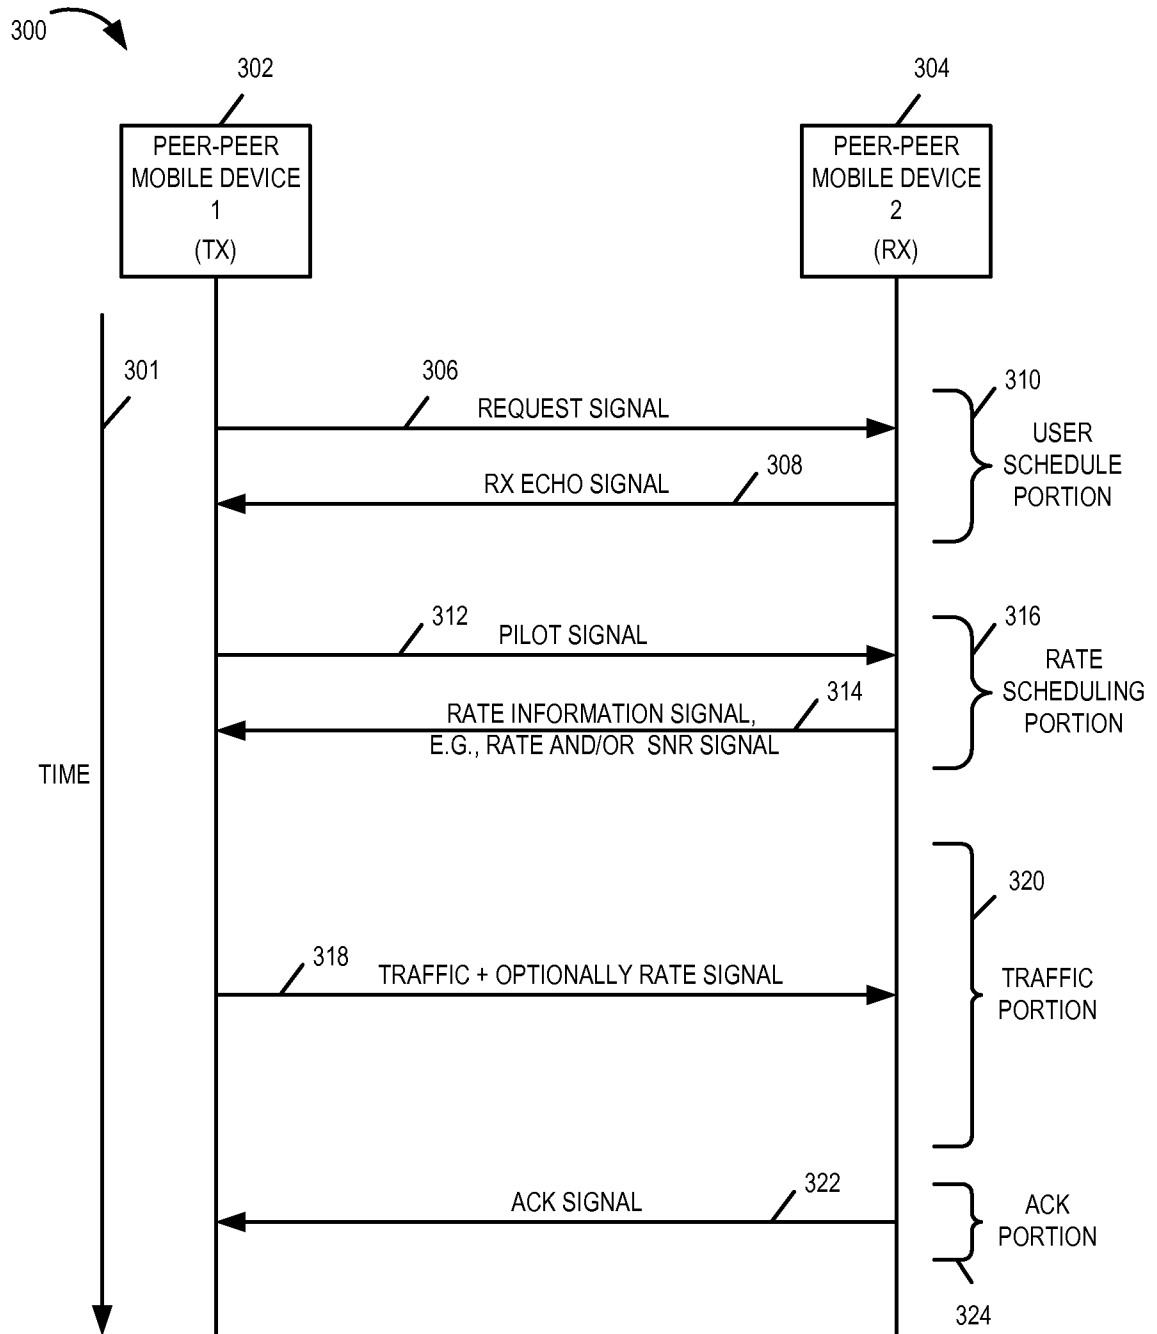 300
302
304
PEER-PEER
MOBILE DEVICE
1
(TX)
PEER-PEER
MOBILE DEVICE
2
(RX)
301
306
REQUEST SIGNAL
310
USER
SCHEDULE
PORTION
308
RX ECHO SIGNAL
312
PILOT SIGNAL
316
RATE
SCHEDULING
PORTION
314
RATE INFORMATION SIGNAL,
E.G., RATE AND/OR SNR SIGNAL
TIME
320
318
TRAFFIC + OPTIONALLY RATE SIGNAL
TRAFFIC
PORTION
322
ACK SIGNAL
ACK
PORTION
324